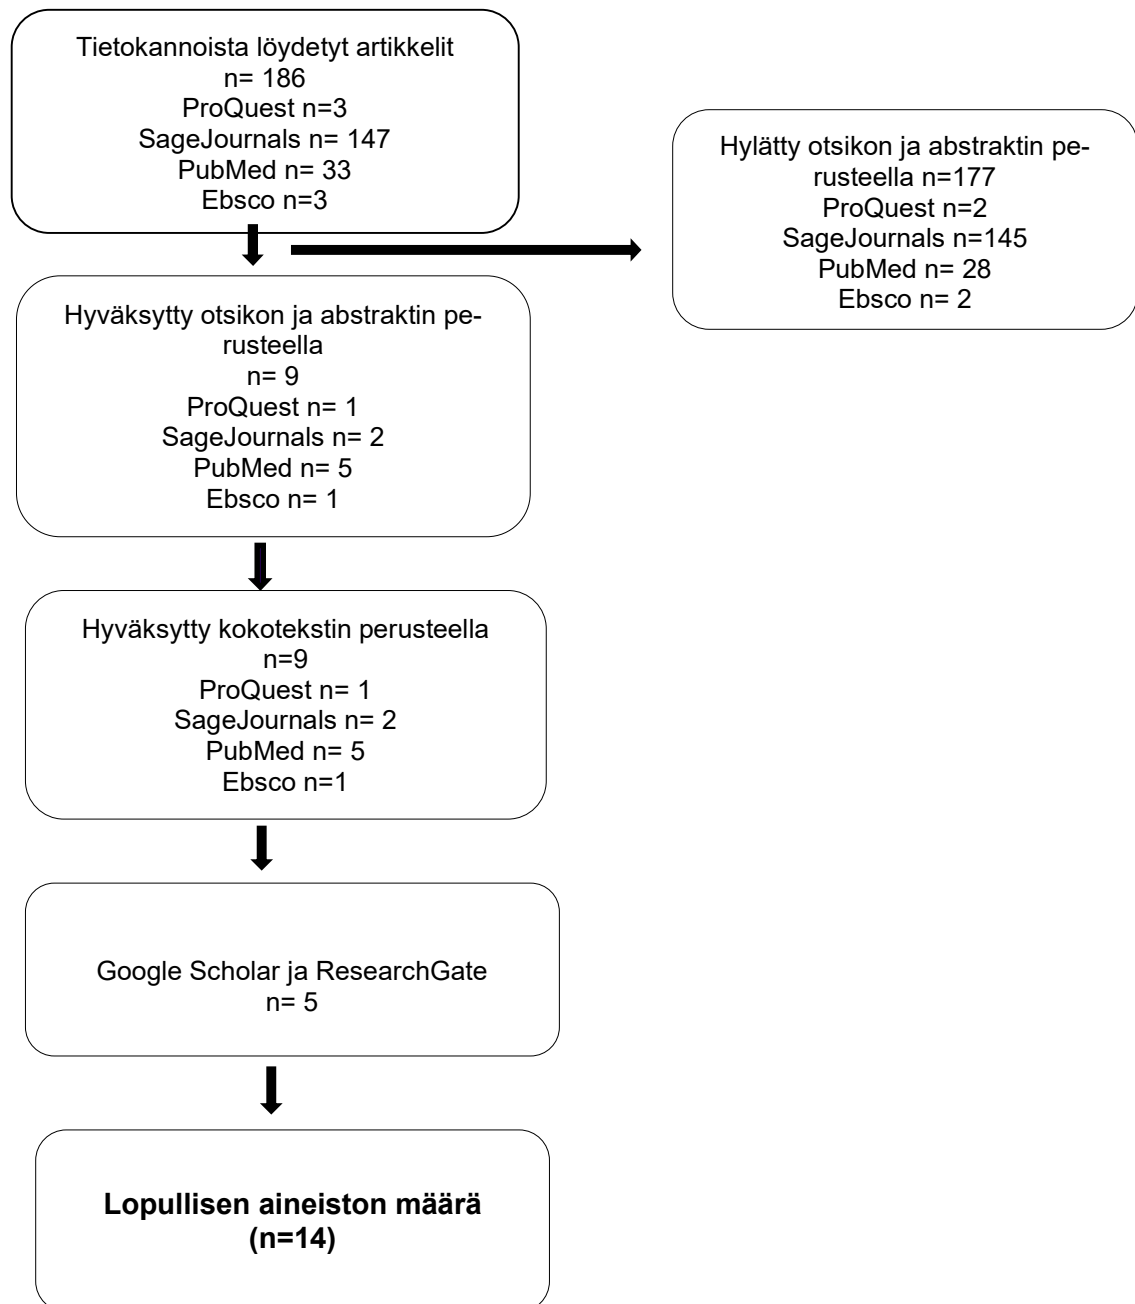 Tietokannoista löydetyt artikkelit
n= 186
ProQuest n=3
SageJournals n= 147
PubMed n= 33
Ebsco n=3
Hylätty otsikon ja abstraktin pe-
rusteella n=177
ProQuest n=2
SageJournals n=145
PubMed n= 28
Ebsco n= 2
Hyväksytty otsikon ja abstraktin pe-
rusteella
n= 9
ProQuest n= 1
SageJournals n= 2
PubMed n= 5
Ebsco n= 1
Hyväksytty kokotekstin perusteella
n=9
ProQuest n= 1
SageJournals n= 2
PubMed n= 5
Ebsco n=1
Google Scholar ja ResearchGate
n= 5
Lopullisen aineiston määrä
(n=14)